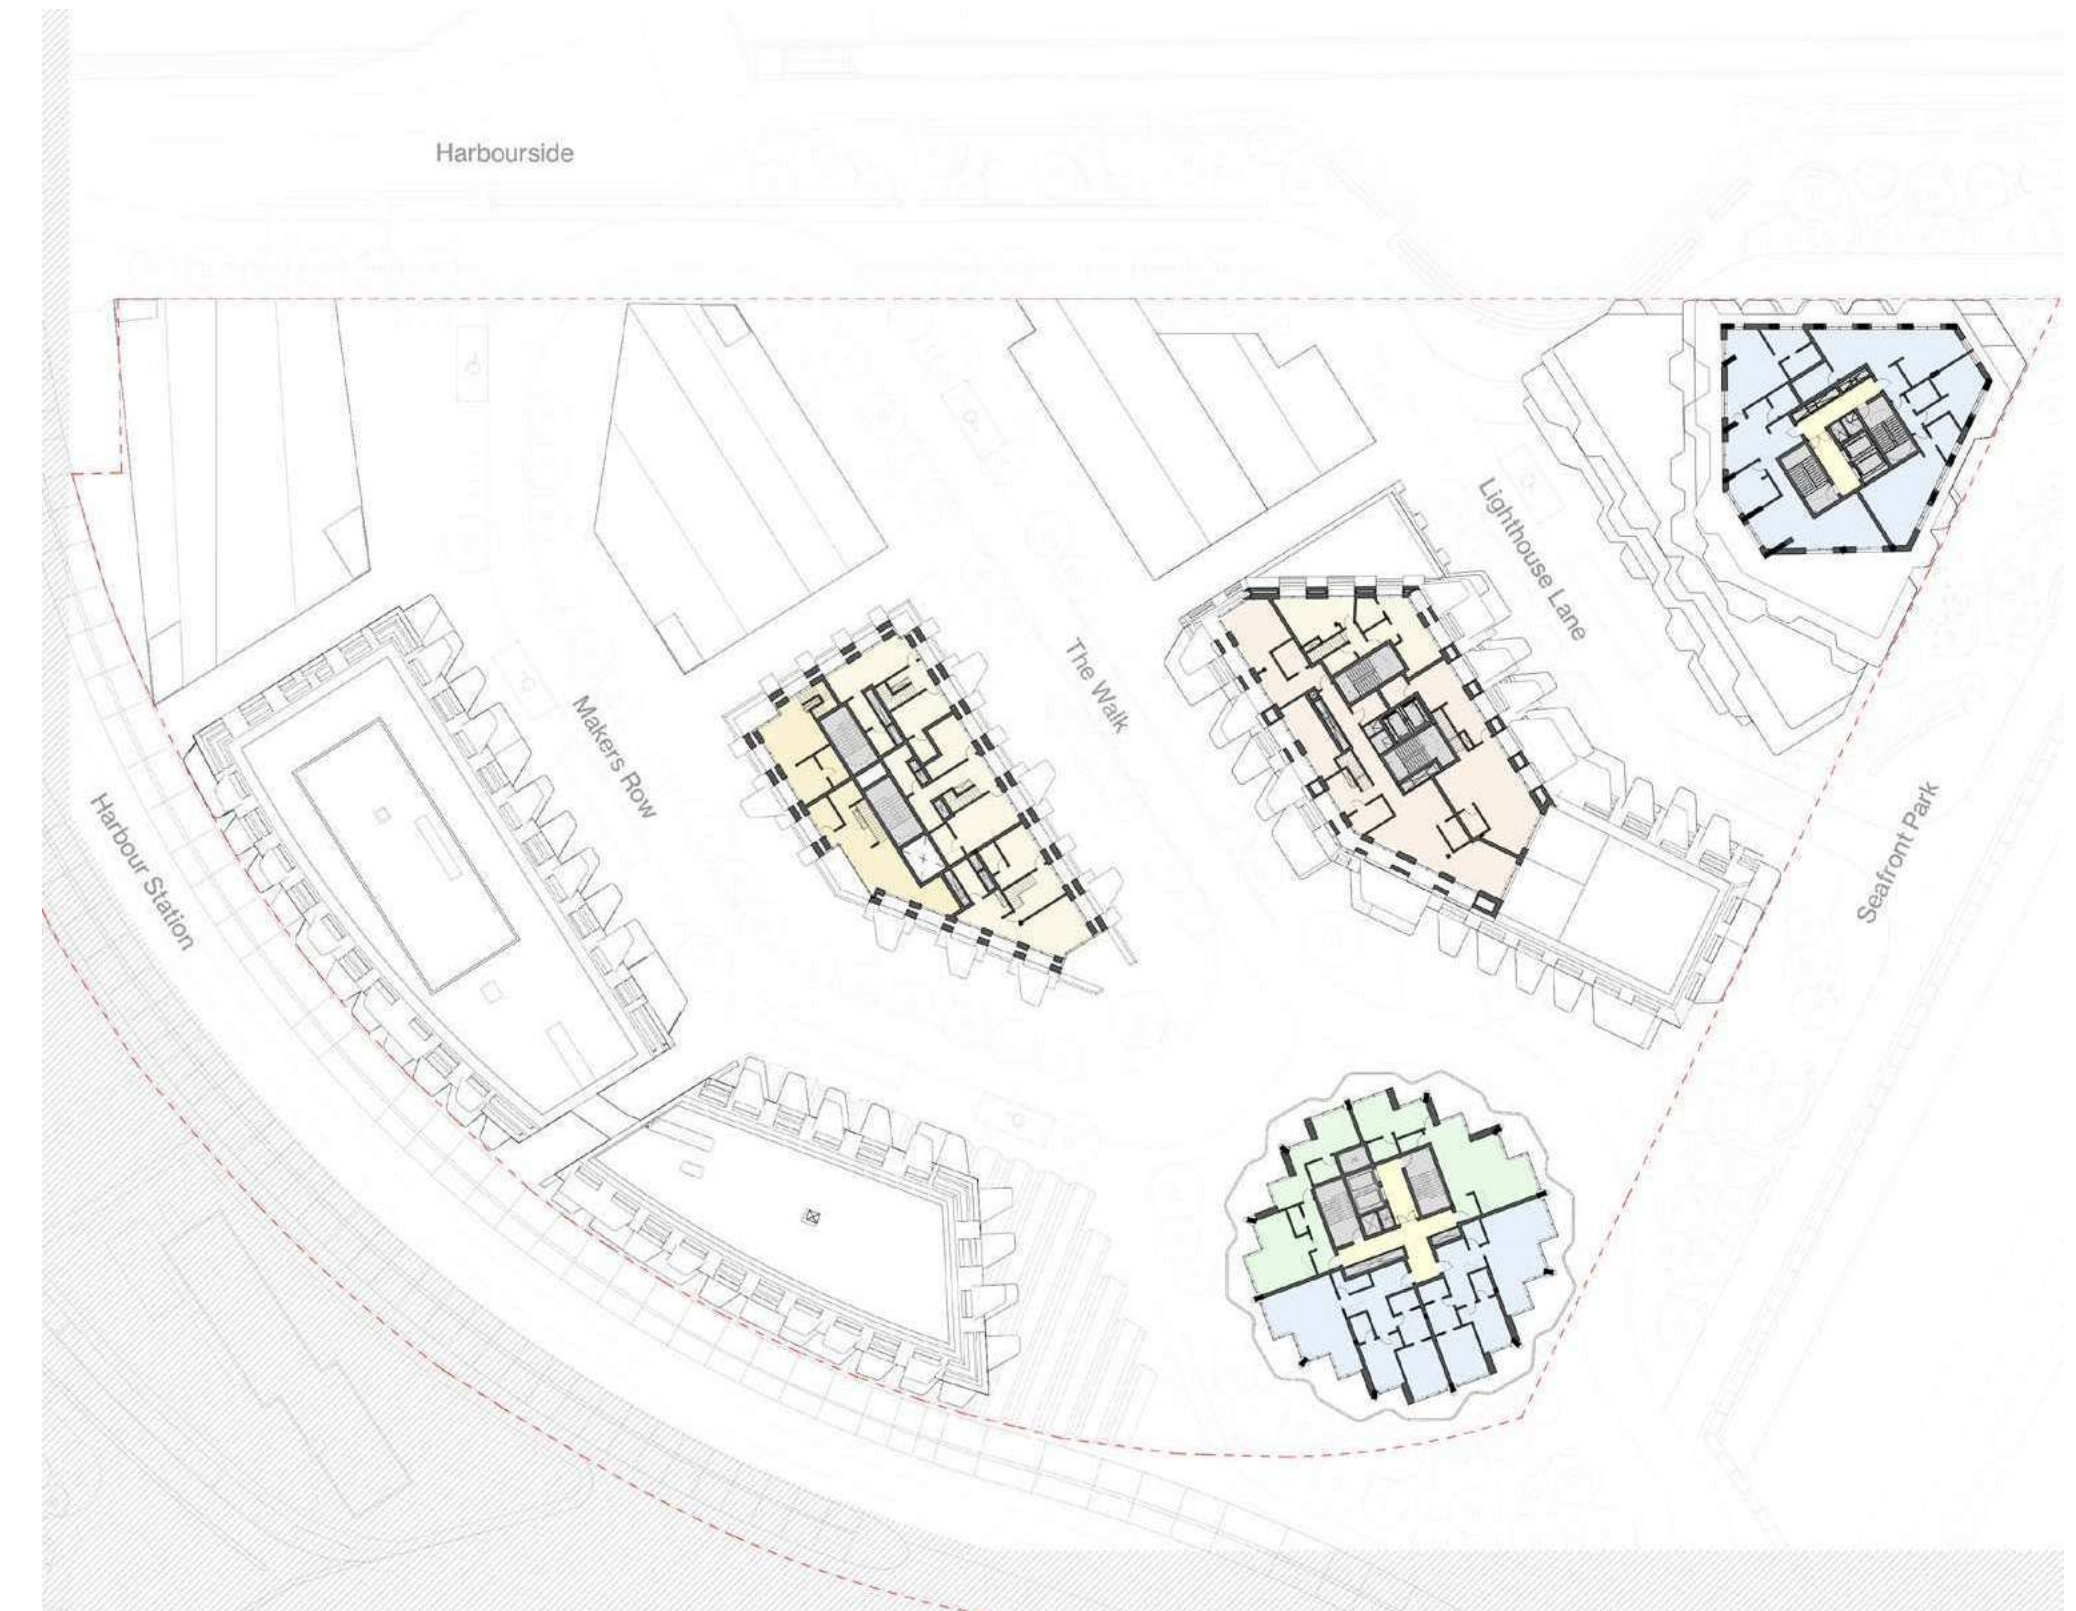 Harbourside
Lighthouse Lane
The Walk
Makers Row
Harbour Station
Seafront Park